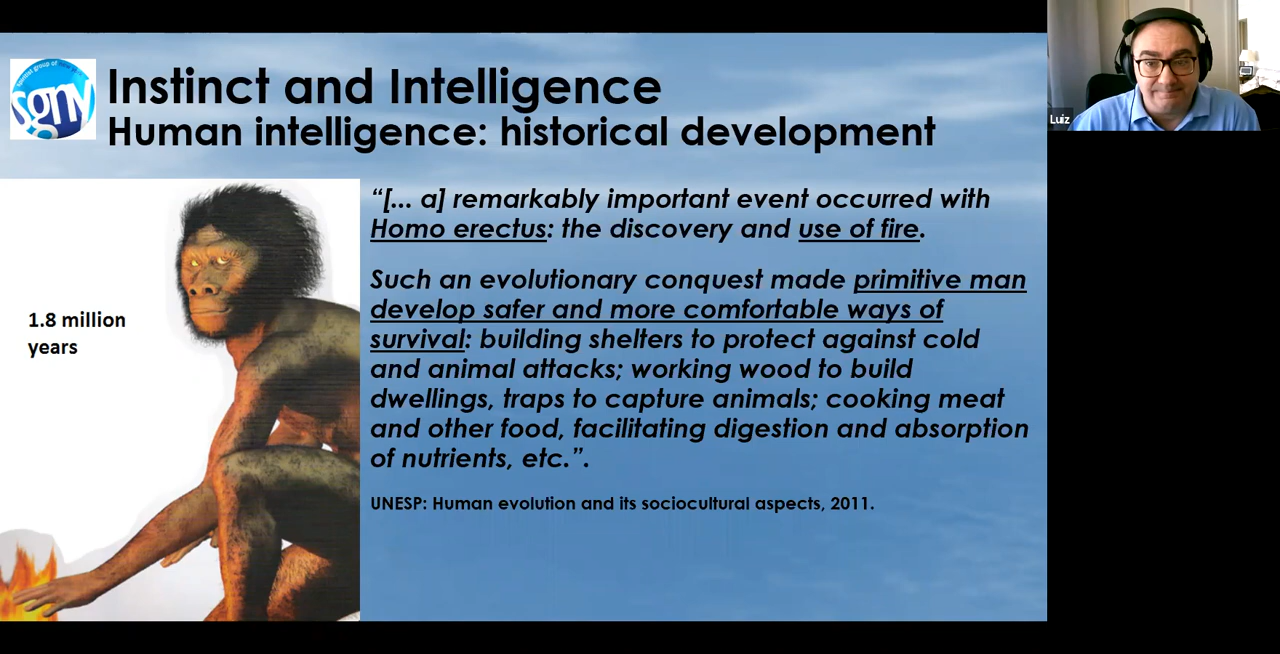 Instinct and Intelligence
Human intelligence: historical development
sgny
“[... a] remarkably important event occurred with
Homo erectus: the discovery and use of fire.
Such an evolutionary conquest made primitive man
develop safer and more comfortable ways of
survival: building shelters to protect against cold
and animal attacks; working wood to build
dwellings, traps to capture animals; cooking meat
and other food, facilitating digestion and absorption
of nutrients, etc.”.
UNESP: Human evolution and its sociocultural aspects, 2011.
1.8 million
years
Luiz